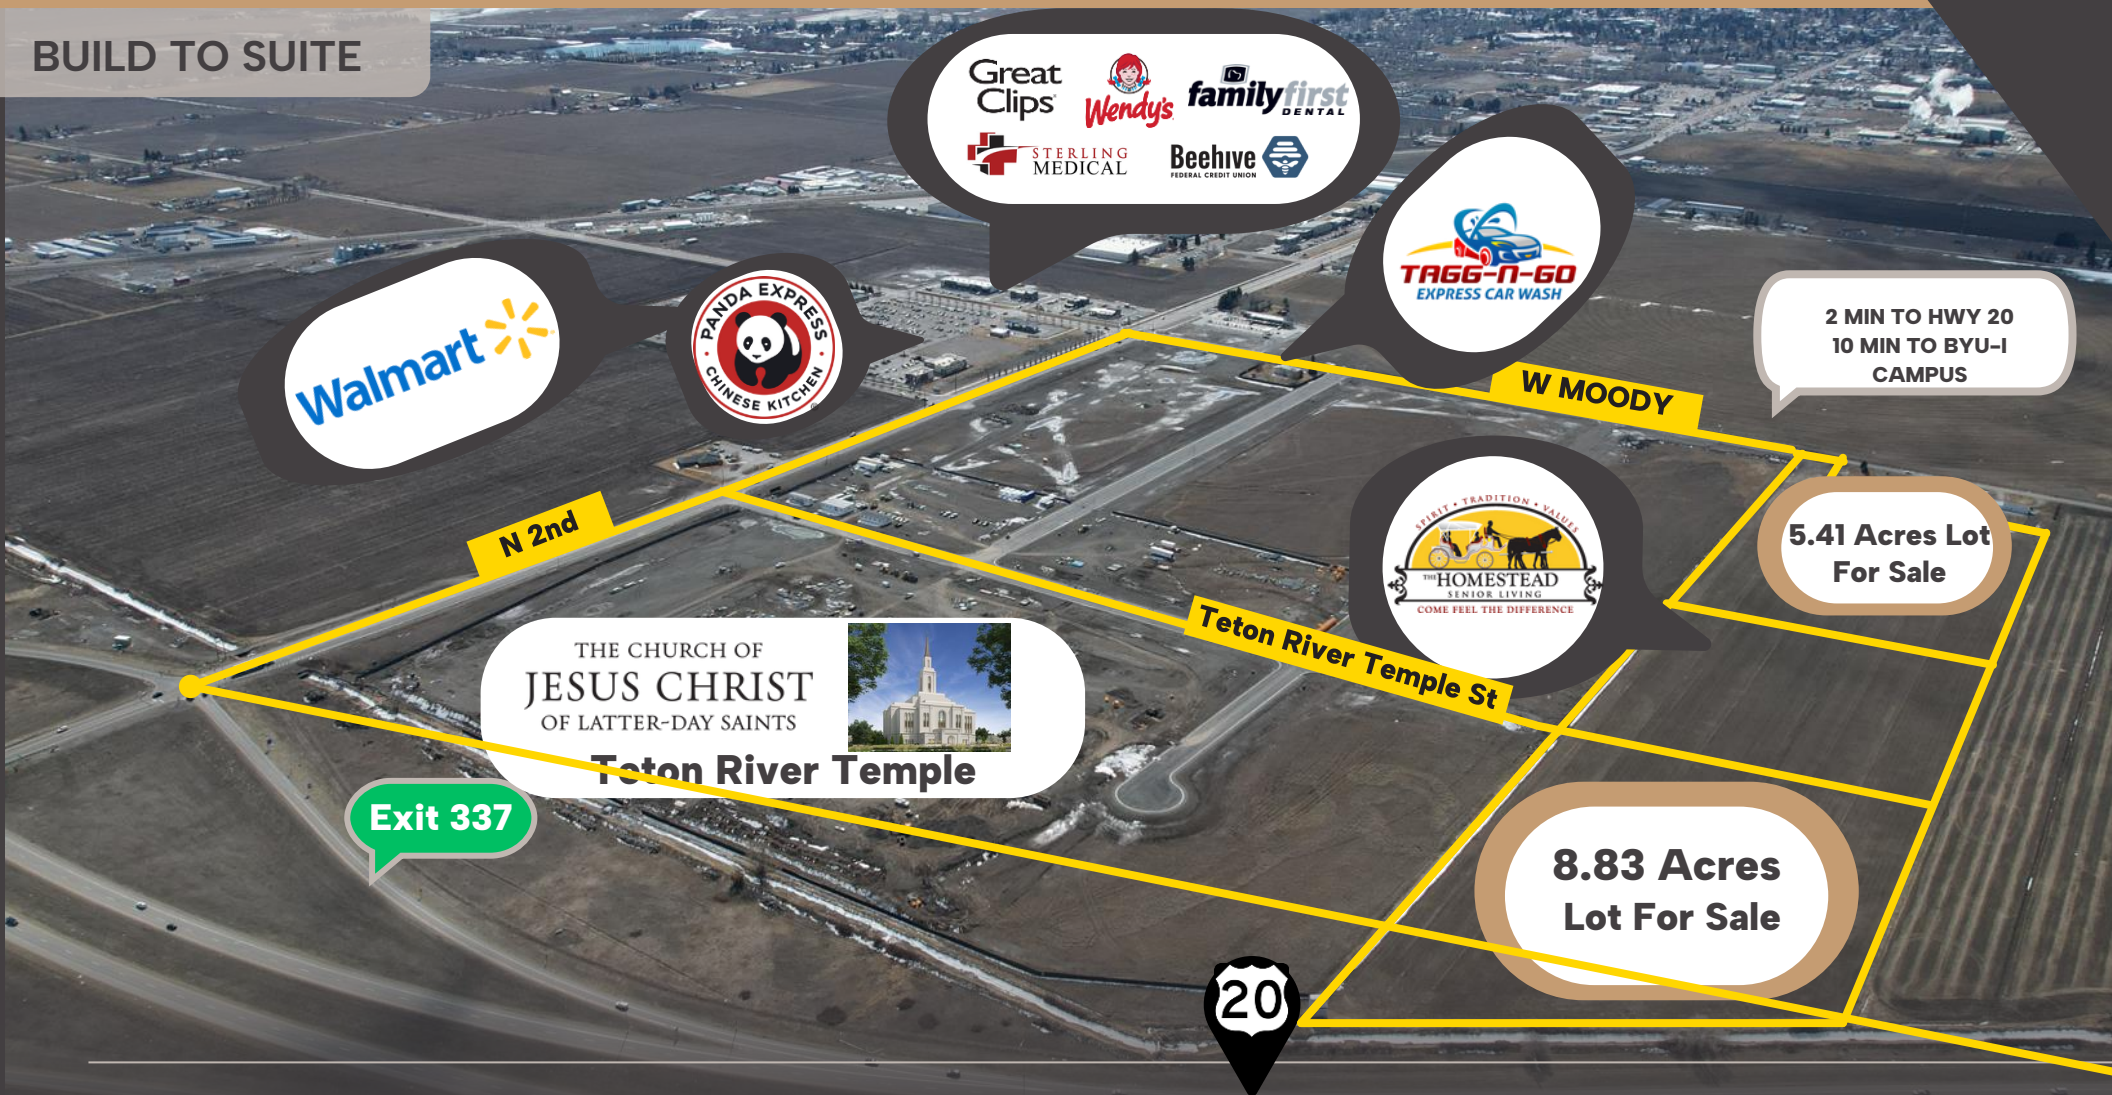 BUILD TO SUITE
Great
Clips
Wendy's
familyfirst
DENTAL
STERLING
MEDICAL
Beehive
FEDERAL CREDIT UNION
TAGG-N-GO
EXPRESS CAR WASH
Walmart
PANDA EXPRESS
CHINESE KITCHEN
2 MIN TO HWY 20
10 MIN TO BYU-I
CAMPUS
W MOODY
N 2nd
SPIRIT • TRADITION • VALUES
THE HOMESTEAD
SENIOR LIVING
COME FEEL THE DIFFERENCE
5.41 Acres Lot
For Sale
Teton River Temple St
THE CHURCH OF
JESUS CHRIST
OF LATTER-DAY SAINTS
Teton River Temple
Exit 337
8.83 Acres
Lot For Sale
20